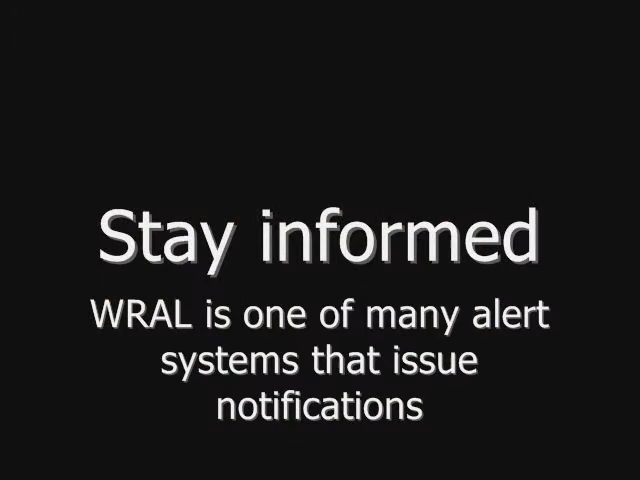 Stay informed
WRAL is one of many alert
systems that issue
notifications